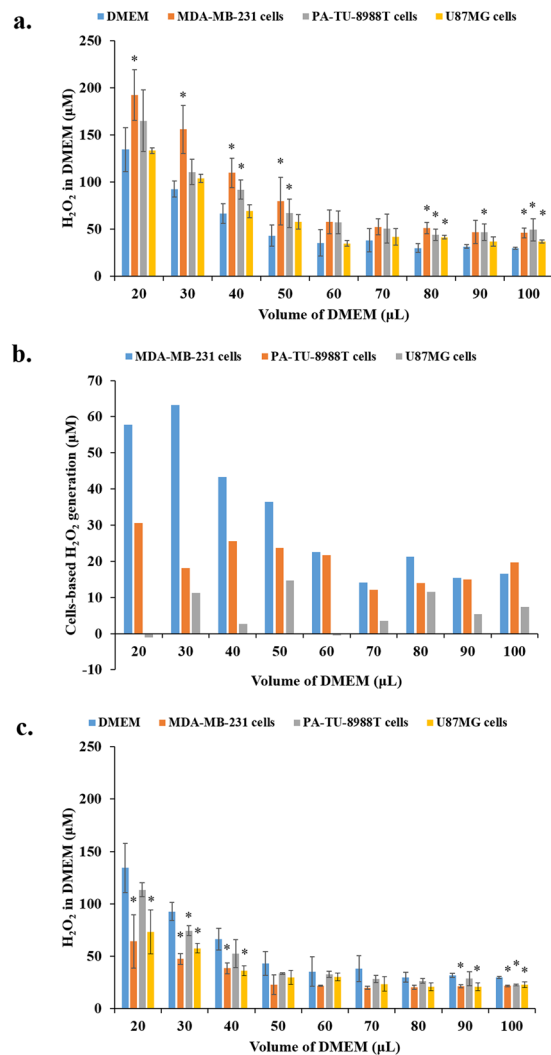 a.
DMEM MDA-MB-231 cells PA-TU-8988T cells U87MG cells
H₂O₂ in DMEM (µM)
250
200
150
100
50
0
* * * * * * * * * * * * *
20 30 40 50 60 70 80 90 100
Volume of DMEM (µL)
b.
MDA-MB-231 cells PA-TU-8988T cells U87MG cells
Cells-based H₂O₂ generation (µM)
70
60
50
40
30
20
10
0
-10
20 30 40 50 60 70 80 90 100
Volume of DMEM (µL)
c.
DMEM MDA-MB-231 cells PA-TU-8988T cells U87MG cells
H₂O₂ in DMEM (µM)
250
200
150
100
50
0
* * * * * * * * * * * *
20 30 40 50 60 70 80 90 100
Volume of DMEM (µL)